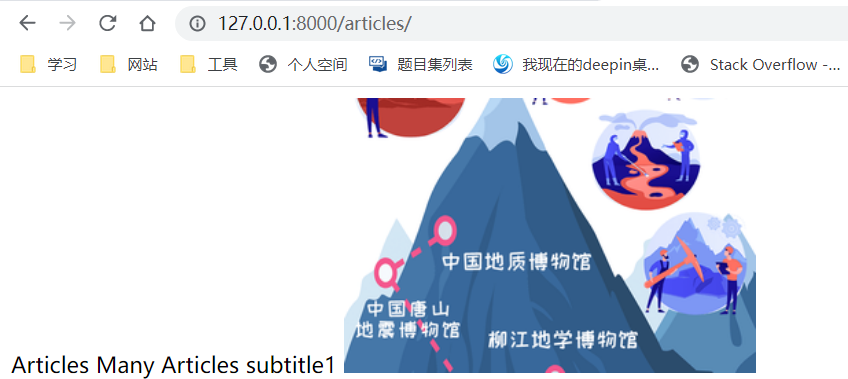 127.0.0.1:8000/articles/
学习 网站 工具 个人空间 题目集列表 我现在的deepin桌... Stack Overflow -...
中国地质博物馆
中国唐山
地震博物馆
柳江地学博物馆
Articles Many Articles subtitle1